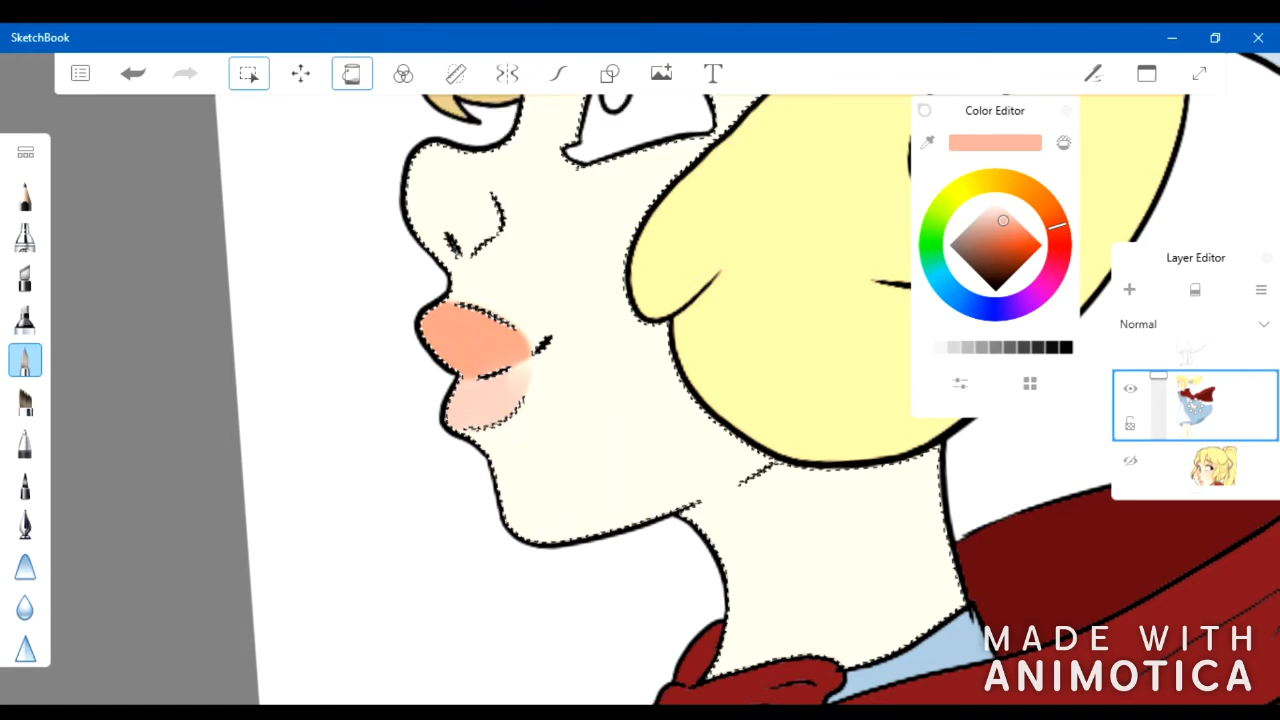 SketchBook
T
Color Editor
Layer Editor
Normal
MADE WITH
ANIMOTICA